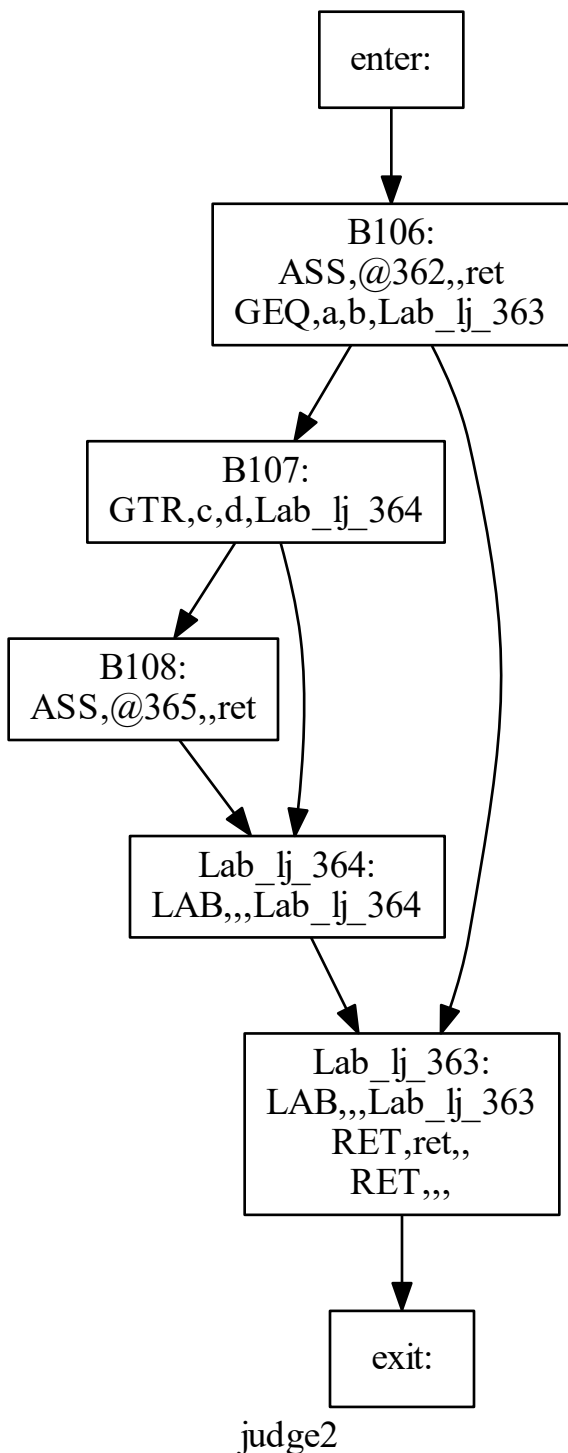 enter:
B106:
ASS,@362,,ret
GEQ,a,b,Lab_lj_363
B107:
GTR,c,d,Lab_lj_364
B108:
ASS,@365,,ret
Lab_lj_364:
LAB,,,Lab_lj_364
Lab_lj_363:
LAB,,,Lab_lj_363
RET,ret,,
RET,,,
exit:
judge2